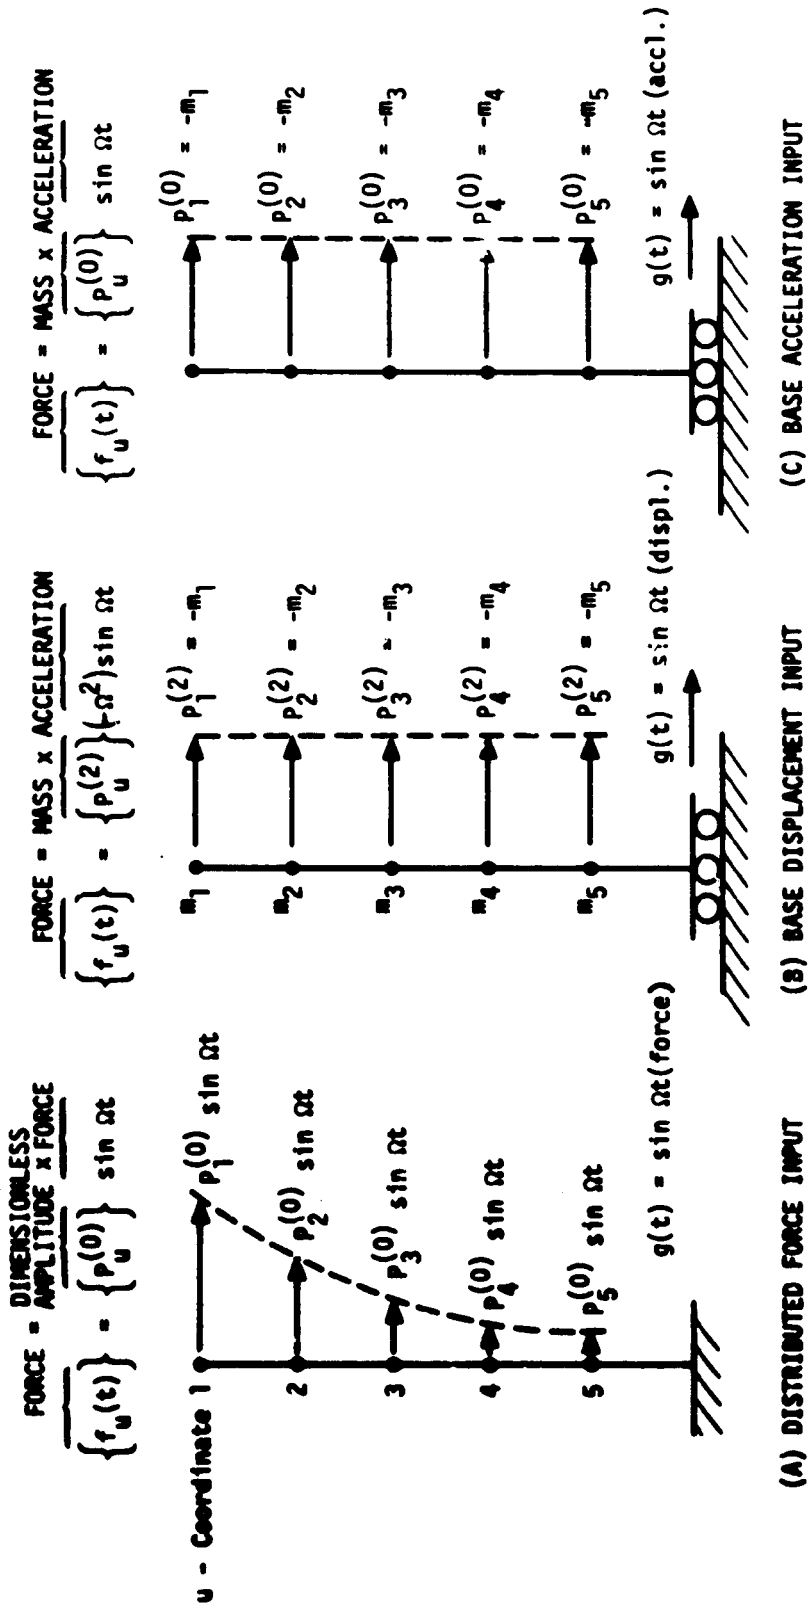 FORCE = DIMENSIONLESS
AMPLITUDE x FORCE
{f_u(t)} = {P_u^(0)} sin Ωt
u - Coordinate 1
2
3
4
5
P_1^(0) sin Ωt
P_2^(0) sin Ωt
P_3^(0) sin Ωt
P_4^(0) sin Ωt
P_5^(0) sin Ωt
g(t) = sin Ωt(force)
(A) DISTRIBUTED FORCE INPUT
FORCE = MASS x ACCELERATION
{f_u(t)} = {P_u^(2)}(-Ω^2)sin Ωt
m_1
m_2
m_3
m_4
m_5
P_1^(2) = -m_1
P_2^(2) = -m_2
P_3^(2) = -m_3
P_4^(2) = -m_4
P_5^(2) = -m_5
g(t) = sin Ωt (displ.)
(B) BASE DISPLACEMENT INPUT
FORCE = MASS x ACCELERATION
{f_u(t)} = {P_u^(0)} sin Ωt
P_1^(0) = -m_1
P_2^(0) = -m_2
P_3^(0) = -m_3
P_4^(0) = -m_4
P_5^(0) = -m_5
g(t) = sin Ωt (accl.)
(C) BASE ACCELERATION INPUT